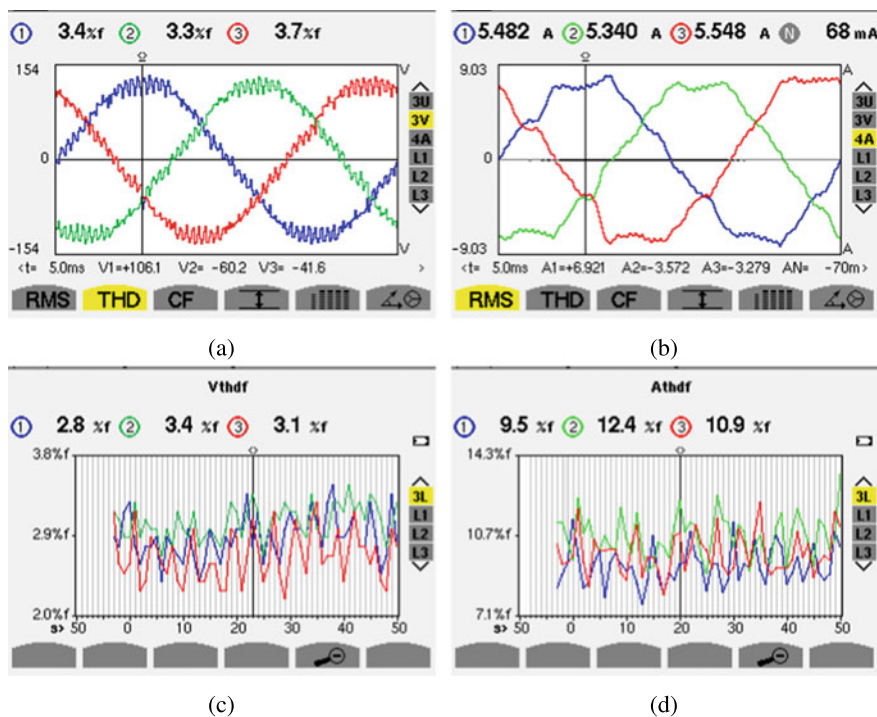 1 3.4%f 2 3.3%f 3 3.7%f
154
V
3U
3V
4A
L1
L2
L3
0
-154
V
<t= 5.0ms V1=+106.1 V2= -60.2 V3= -41.6 >
RMS THD CF
(a)
1 5.482 A 2 5.340 A 3 5.548 A N 68 mA
9.03
A
3U
3V
4A
L1
L2
L3
0
-9.03
A
<t= 5.0ms A1=+6.921 A2=-3.572 A3=-3.279 AN= -70m>
RMS THD CF
(b)
Vthdf
1 2.8 %f 2 3.4 %f 3 3.1 %f
3.8%f
3L
L1
L2
L3
2.9%f
2.0%f
s> 50 0 10 20 30 40 50
(c)
Athdf
1 9.5 %f 2 12.4 %f 3 10.9 %f
14.3%f
3L
L1
L2
L3
10.7%f
7.1%f
s> 50 0 10 20 30 40 50
(d)